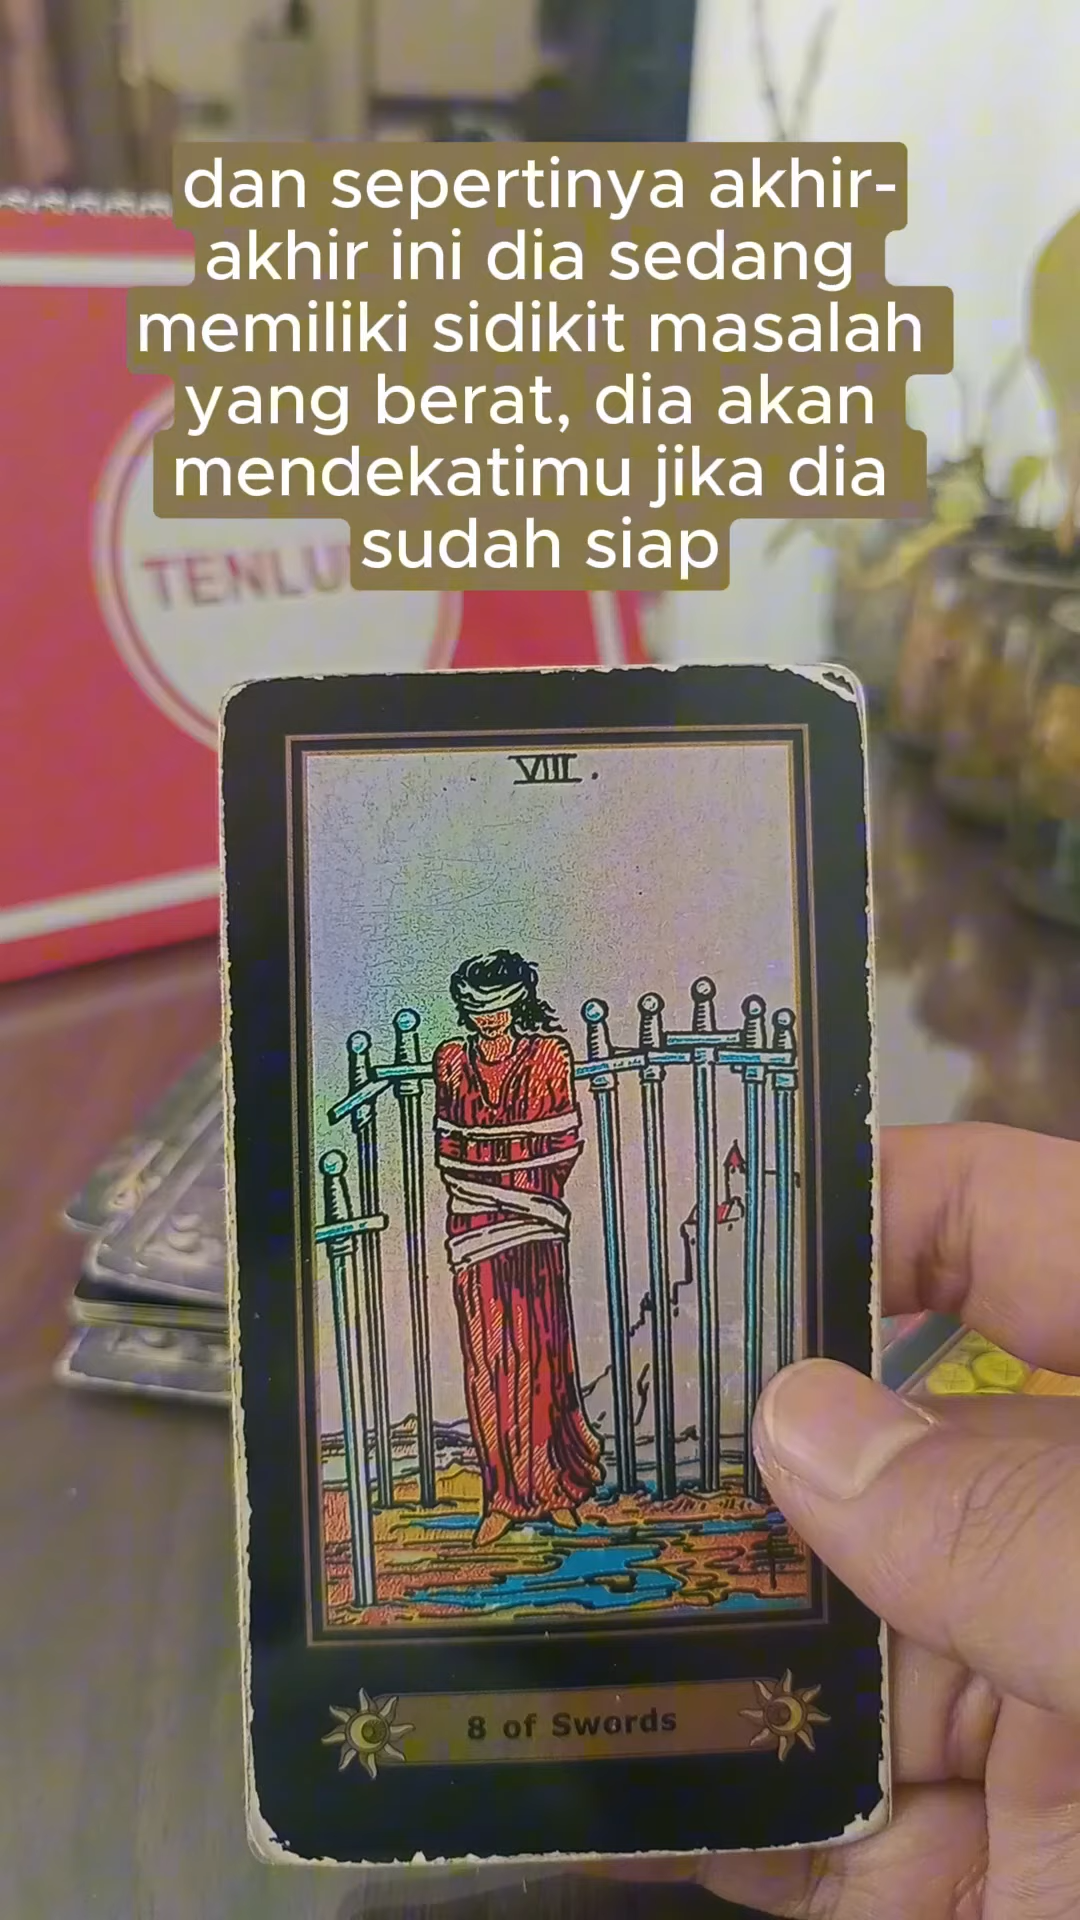 dan sepertinya akhir-
akhir ini dia sedang
memiliki sidikit masalah
yang berat, dia akan
mendekatimu jika dia
sudah siap
TENLU
VIII.
8 of Swords